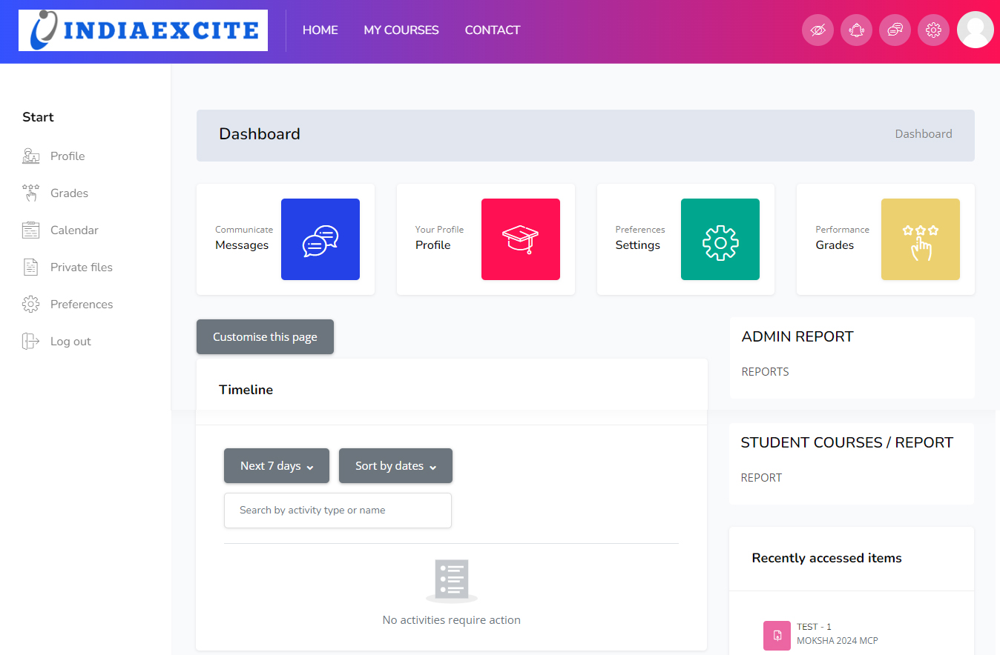 INDIAEXCITE
HOME MY COURSES CONTACT
Start
Profile
Grades
Calendar
Private files
Preferences
Log out
Dashboard
Dashboard
Communicate
Messages
Your Profile
Profile
Preferences
Settings
Performance
Grades
Customise this page
Timeline
Next 7 days
Sort by dates
Search by activity type or name
No activities require action
ADMIN REPORT
REPORTS
STUDENT COURSES / REPORT
REPORT
Recently accessed items
TEST - 1
MOKSHA 2024 MCP